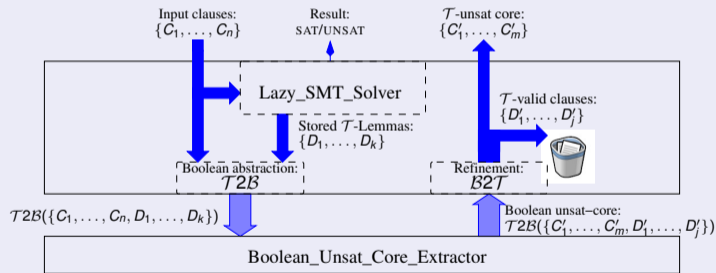 Input clauses:
{C₁, . . . , Cₙ}
Result:
SAT/UNSAT
𝒯-unsat core:
{C′₁, . . . , C′ₘ}
Lazy_SMT_Solver
𝒯-valid clauses:
{D′₁, . . . , D′ⱼ}
Stored 𝒯-Lemmas:
{D₁, . . . , Dₖ}
Boolean abstraction:
𝒯2ℬ
Refinement:
ℬ2𝒯
𝒯2ℬ({C₁, . . . , Cₙ, D₁, . . . , Dₖ})
Boolean unsat–core:
𝒯2ℬ({C′₁, . . . , C′ₘ, D′₁, . . . , D′ⱼ})
Boolean_Unsat_Core_Extractor